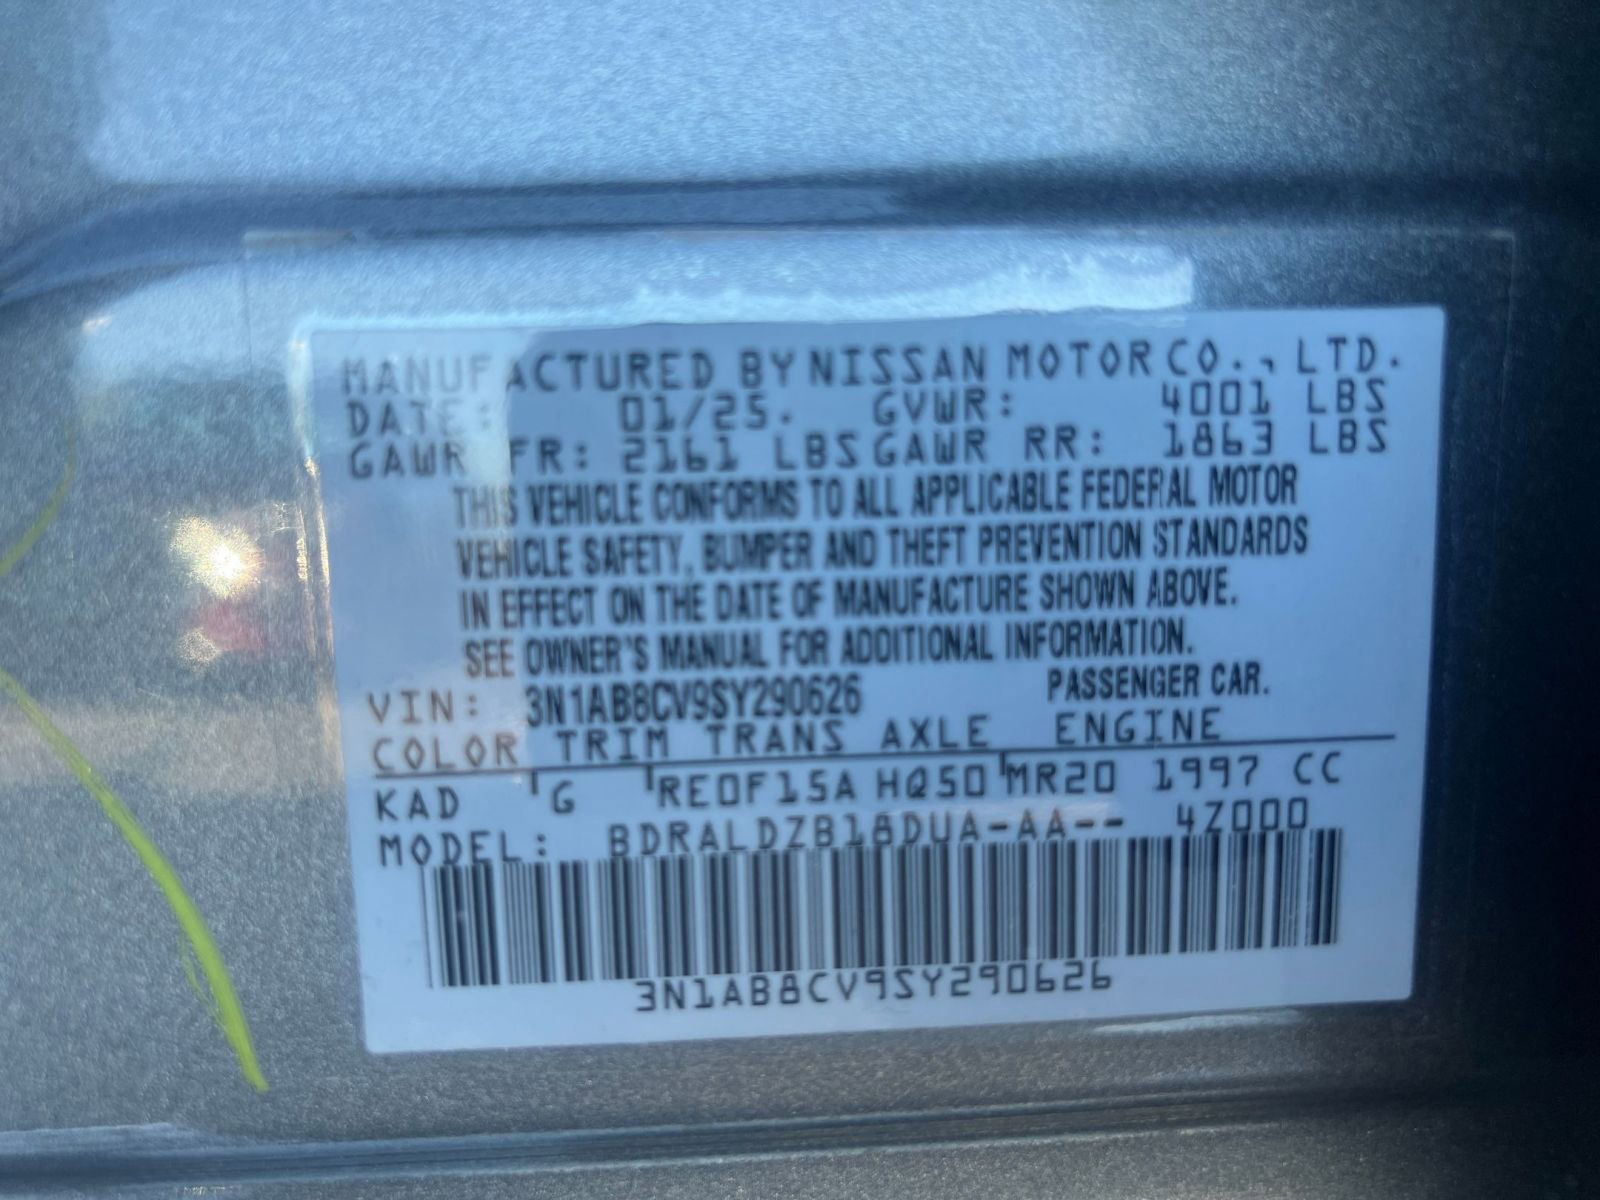 MANUFACTURED BY NISSAN MOTOR CO., LTD.
DATE: 01/25. GVWR: 4001 LBS
GAWR FR: 2161 LBS GAWR RR: 1863 LBS
THIS VEHICLE CONFORMS TO ALL APPLICABLE FEDERAL MOTOR
VEHICLE SAFETY, BUMPER AND THEFT PREVENTION STANDARDS
IN EFFECT ON THE DATE OF MANUFACTURE SHOWN ABOVE.
SEE OWNER'S MANUAL FOR ADDITIONAL INFORMATION.
VIN: 3N1AB8CV9SY290626 PASSENGER CAR.
COLOR TRIM TRANS AXLE ENGINE
KAD G RE0F15A HQ50 MR20 1997 CC
MODEL: BDRALDZB18DUA-AA-- 4Z000
3N1AB8CV9SY290626